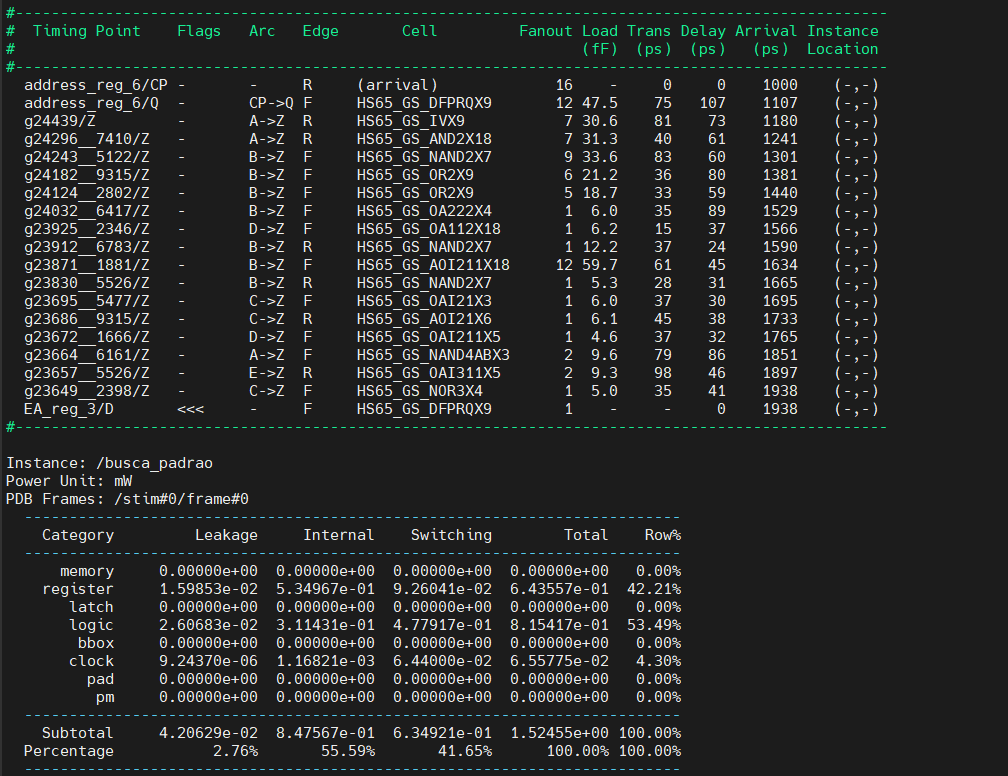 #-------------------------------------------------------------------------------------------------
#  Timing Point    Flags   Arc   Edge       Cell         Fanout Load Trans Delay Arrival Instance
#                                                               (fF)  (ps)  (ps)   (ps)  Location
#-------------------------------------------------------------------------------------------------
  address_reg_6/CP -       -     R     (arrival)             16    -     0     0    1000    (-,-)
  address_reg_6/Q  -       CP->Q F     HS65_GS_DFPRQX9       12 47.5    75   107    1107    (-,-)
  g24439/Z         -       A->Z  R     HS65_GS_IVX9           7 30.6    81    73    1180    (-,-)
  g24296__7410/Z   -       A->Z  R     HS65_GS_AND2X18        7 31.3    40    61    1241    (-,-)
  g24243__5122/Z   -       B->Z  F     HS65_GS_NAND2X7        9 33.6    83    60    1301    (-,-)
  g24182__9315/Z   -       B->Z  F     HS65_GS_OR2X9          6 21.2    36    80    1381    (-,-)
  g24124__2802/Z   -       B->Z  F     HS65_GS_OR2X9          5 18.7    33    59    1440    (-,-)
  g24032__6417/Z   -       B->Z  F     HS65_GS_OA222X4        1  6.0    35    89    1529    (-,-)
  g23925__2346/Z   -       D->Z  F     HS65_GS_OA112X18       1  6.2    15    37    1566    (-,-)
  g23912__6783/Z   -       B->Z  R     HS65_GS_NAND2X7        1 12.2    37    24    1590    (-,-)
  g23871__1881/Z   -       B->Z  F     HS65_GS_AOI211X18     12 59.7    61    45    1634    (-,-)
  g23830__5526/Z   -       B->Z  R     HS65_GS_NAND2X7        1  5.3    28    31    1665    (-,-)
  g23695__5477/Z   -       C->Z  F     HS65_GS_OAI21X3        1  6.0    37    30    1695    (-,-)
  g23686__9315/Z   -       C->Z  R     HS65_GS_AOI21X6        1  6.1    45    38    1733    (-,-)
  g23672__1666/Z   -       D->Z  F     HS65_GS_OAI211X5       1  4.6    37    32    1765    (-,-)
  g23664__6161/Z   -       A->Z  F     HS65_GS_NAND4ABX3      2  9.6    79    86    1851    (-,-)
  g23657__5526/Z   -       E->Z  R     HS65_GS_OAI311X5       2  9.3    98    46    1897    (-,-)
  g23649__2398/Z   -       C->Z  F     HS65_GS_NOR3X4         1  5.0    35    41    1938    (-,-)
  EA_reg_3/D       <<<     -     F     HS65_GS_DFPRQX9        1    -     -     0    1938    (-,-)
#-------------------------------------------------------------------------------------------------
Instance: /busca_padrao
Power Unit: mW
PDB Frames: /stim#0/frame#0
  -------------------------------------------------------------------------
    Category         Leakage     Internal    Switching        Total    Row%
  -------------------------------------------------------------------------
      memory     0.00000e+00  0.00000e+00  0.00000e+00  0.00000e+00   0.00%
    register     1.59853e-02  5.34967e-01  9.26041e-02  6.43557e-01  42.21%
       latch     0.00000e+00  0.00000e+00  0.00000e+00  0.00000e+00   0.00%
       logic     2.60683e-02  3.11431e-01  4.77917e-01  8.15417e-01  53.49%
        bbox     0.00000e+00  0.00000e+00  0.00000e+00  0.00000e+00   0.00%
       clock     9.24370e-06  1.16821e-03  6.44000e-02  6.55775e-02   4.30%
         pad     0.00000e+00  0.00000e+00  0.00000e+00  0.00000e+00   0.00%
          pm     0.00000e+00  0.00000e+00  0.00000e+00  0.00000e+00   0.00%
  -------------------------------------------------------------------------
    Subtotal     4.20629e-02  8.47567e-01  6.34921e-01  1.52455e+00 100.00%
  Percentage           2.76%       55.59%       41.65%      100.00% 100.00%
  -------------------------------------------------------------------------